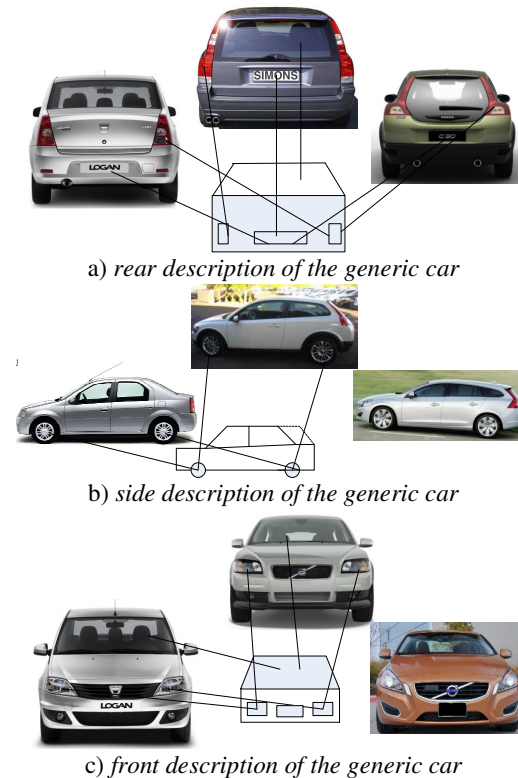 SIMONS
LOGAN
C 30
a) rear description of the generic car
b) side description of the generic car
LOGAN
c) front description of the generic car